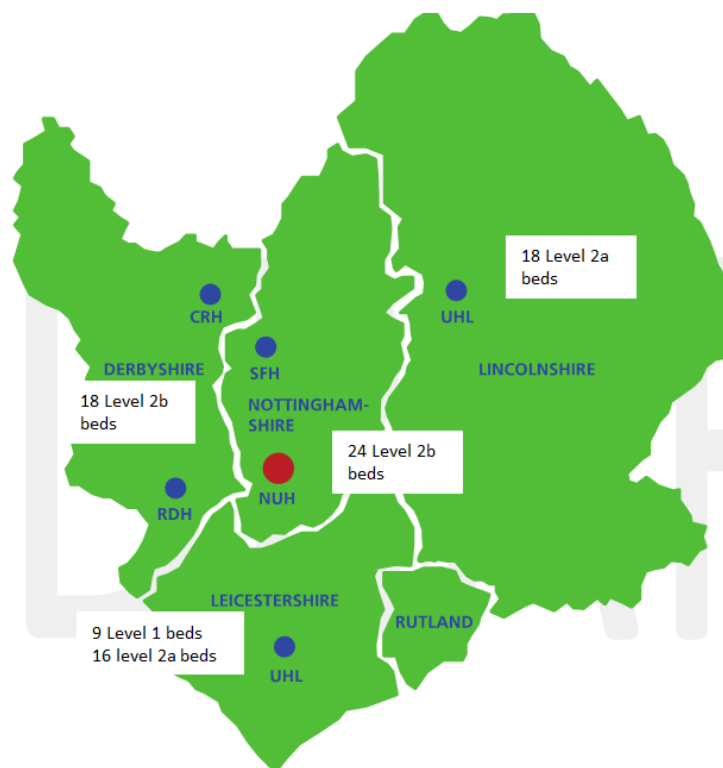 18 Level 2a
beds
CRH
UHL
SFH
DERBYSHIRE
LINCOLNSHIRE
18 Level 2b
beds
NOTTINGHAM-
SHIRE
24 Level 2b
beds
NUH
RDH
LEICESTERSHIRE
RUTLAND
9 Level 1 beds
16 level 2a beds
UHL